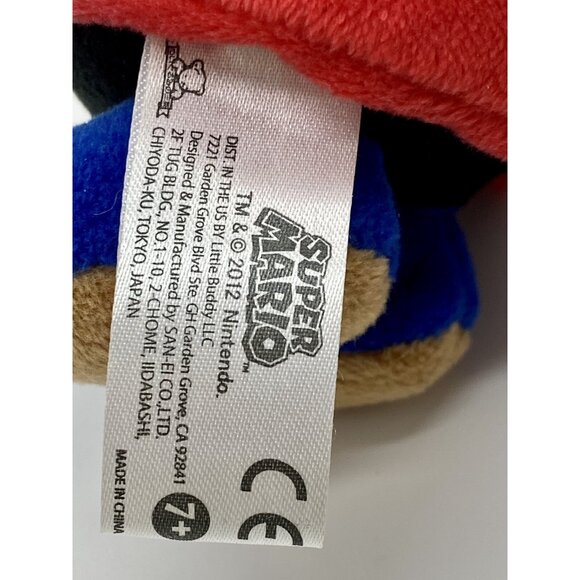 SUPER
MARIO™
TM & © 2012 Nintendo.
DIST. IN THE US BY Little Buddy LLC
7221 Garden Grove Blvd Ste. GH Garden Grove, CA 92841
Designed & Manufactured by SAN-EI CO.,LTD.
2F TUG BLDG., NO.1-10, 2-CHOME, IIDABASHI,
CHIYODA-KU, TOKYO, JAPAN
MADE IN CHINA
7+
CE